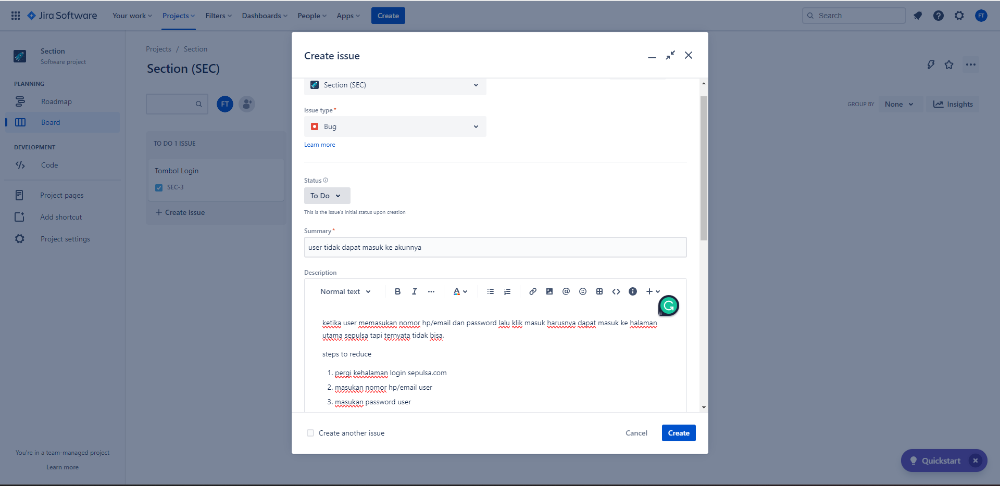 Jira Software
Your work
Projects
Filters
Dashboards
People
Apps
Create
Search
FT
Section
Software project
PLANNING
Roadmap
Board
DEVELOPMENT
Code
Project pages
Add shortcut
Project settings
You're in a team-managed project
Learn more
Projects / Section
Section (SEC)
FT
GROUP BY
None
Insights
TO DO 1 ISSUE
Tombol Login
SEC-3
+ Create issue
Create issue
Section (SEC)
Issue type*
Bug
Learn more
Status
To Do
This is the issue's initial status upon creation
Summary*
user tidak dapat masuk ke akunnya
Description
Normal text
B I ... A @ <> +
ketika user memasukan nomor hp/email dan password lalu klik masuk harusnya dapat masuk ke halaman
utama sepulsa tapi ternyata tidak bisa.
steps to reduce
1. pergi kehalaman login sepulsa.com
2. masukan nomor hp/email user
3. masukan password user
Create another issue
Cancel
Create
Quickstart